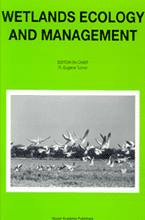 WETLANDS ECOLOGY
AND MANAGEMENT
EDITOR-IN-CHIEF
R. Eugene Turner
Kluwer Academic Publishers